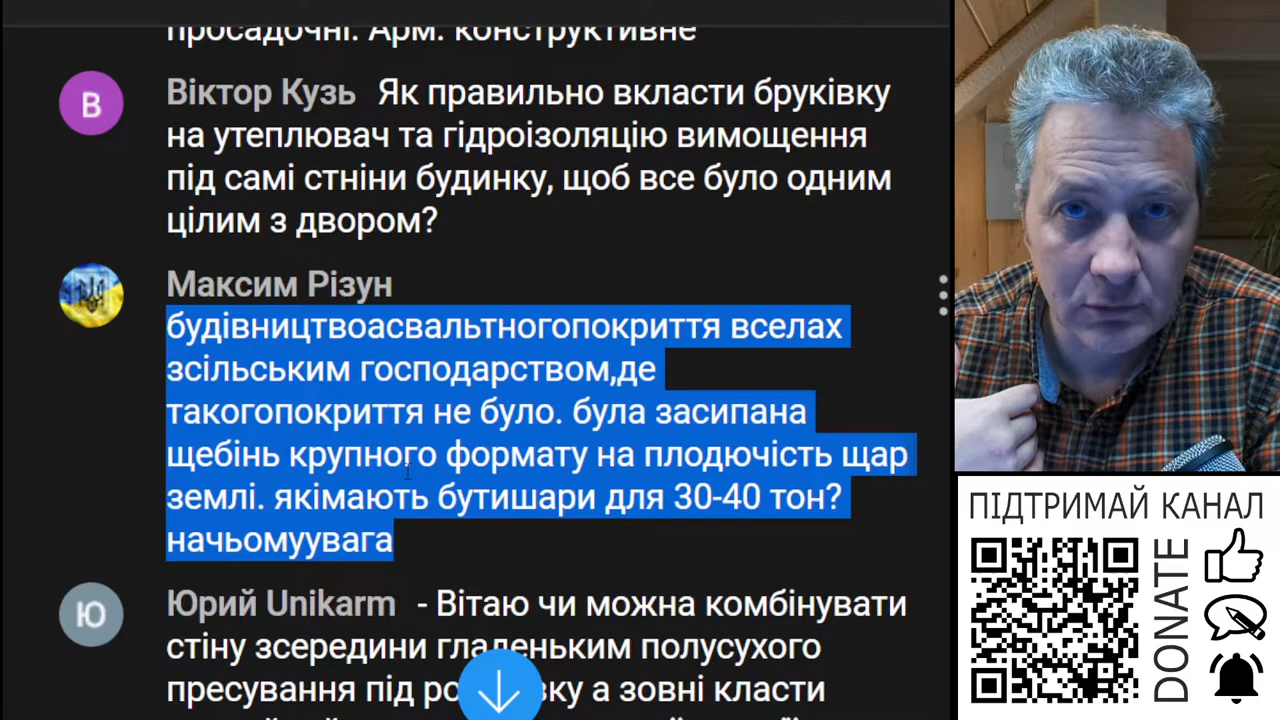 просадочні. Арм. конструктивне
В
Віктор Кузь Як правильно вкласти бруківку
на утеплювач та гідроізоляцію вимощення
під самі стніни будинку, щоб все було одним
цілим з двором?
Максим Різун
будівництвоасвальтногопокриття вселах
зсільським господарством,де
такогопокриття не було. була засипана
щебінь крупного формату на плодючість щар
землі. якімають бутишари для 30-40 тон?
начьомуувага
Ю
Юрий Unikarm - Вітаю чи можна комбінувати
стіну зсередини гладеньким полусухого
пресування під
а зовні класти
ПІДТРИМАЙ КАНАЛ
DONATE